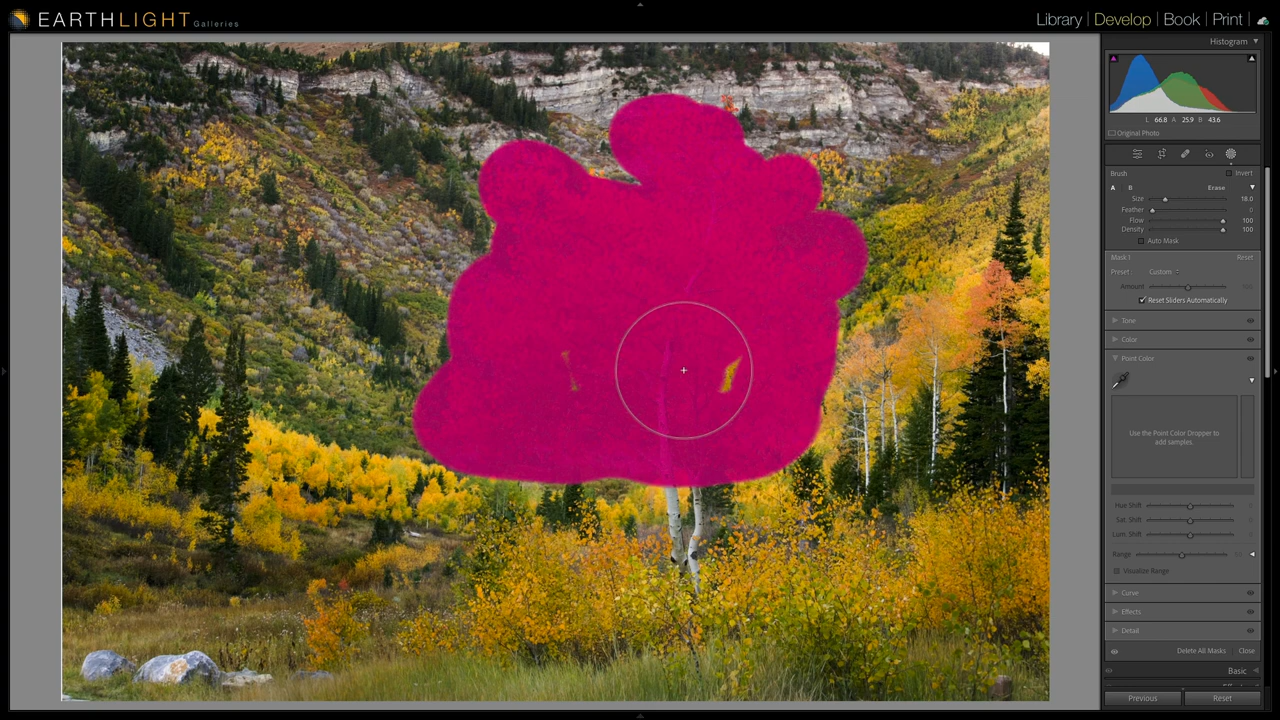 EARTHLIGHT Galleries
Library | Develop | Book | Print |
Histogram
L 66.8 A 25.9 B 43.6
Original Photo
Brush Invert
A B Erase
Size 18.0
Feather 0
Flow 100
Density 100
Auto Mask
Mask 1 Reset
Preset : Custom
Amount 100
Reset Sliders Automatically
Tone
Color
Point Color
Use the Point Color Dropper to
add samples.
Hue Shift
Sat. Shift
Lum. Shift
Range 50
Visualize Range
Curve
Effects
Detail
Delete All Masks Close
Basic
Previous Reset